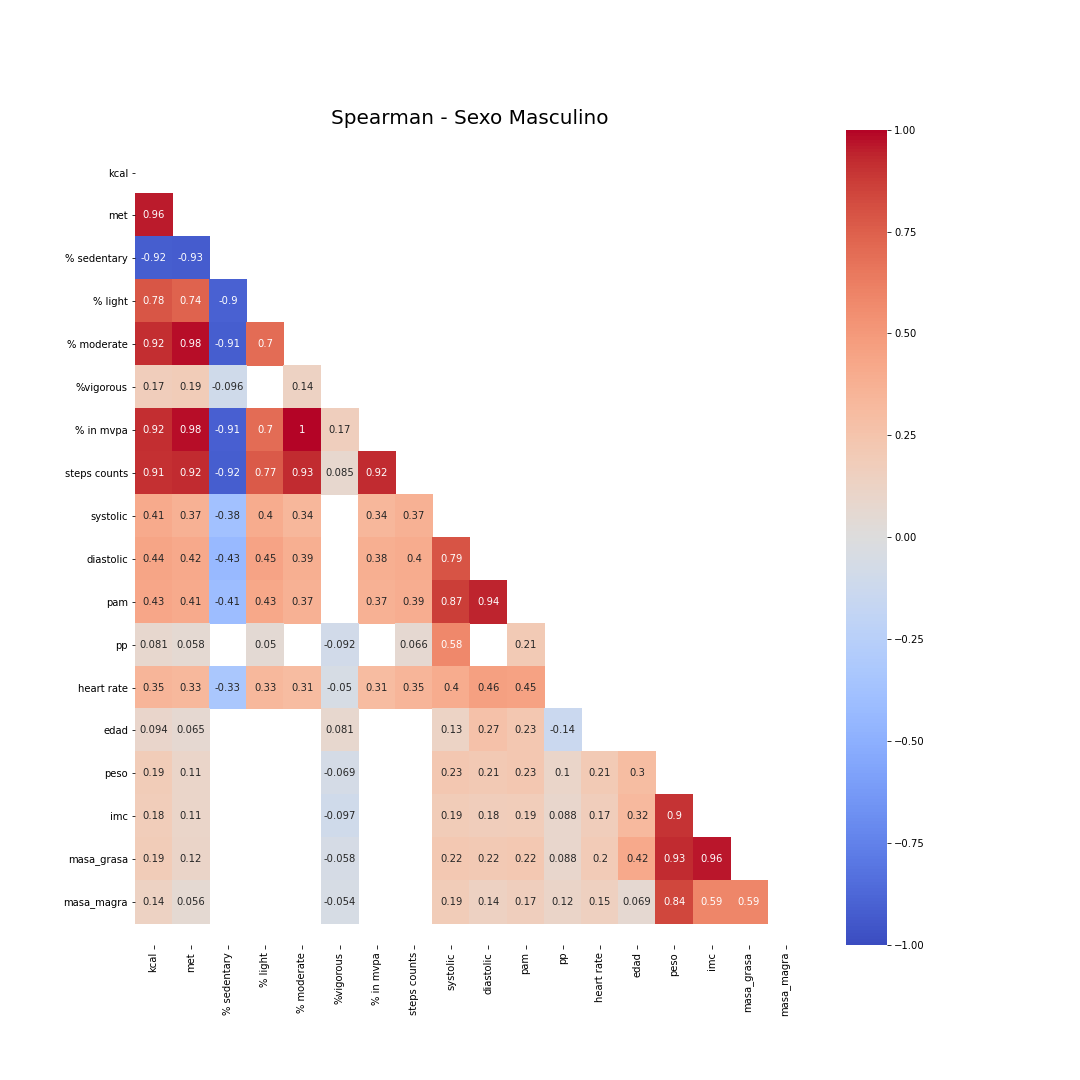 Spearman - Sexo Masculino
1.00
kcal
met 0.96
0.75
% sedentary -0.92 -0.93
% light 0.78 0.74 -0.9
0.50
% moderate 0.92 0.98 -0.91 0.7
%vigorous 0.17 0.19 -0.096 0.14
% in mvpa 0.92 0.98 -0.91 0.7 1 0.17
0.25
steps counts 0.91 0.92 -0.92 0.77 0.93 0.085 0.92
systolic 0.41 0.37 -0.38 0.4 0.34 0.34 0.37
0.00
diastolic 0.44 0.42 -0.43 0.45 0.39 0.38 0.4 0.79
pam 0.43 0.41 -0.41 0.43 0.37 0.37 0.39 0.87 0.94
−0.25
pp 0.081 0.058 0.05 -0.092 0.066 0.58 0.21
heart rate 0.35 0.33 -0.33 0.33 0.31 -0.05 0.31 0.35 0.4 0.46 0.45
edad 0.094 0.065 0.081 0.13 0.27 0.23 -0.14
−0.50
peso 0.19 0.11 -0.069 0.23 0.21 0.23 0.1 0.21 0.3
imc 0.18 0.11 -0.097 0.19 0.18 0.19 0.088 0.17 0.32 0.9
−0.75
masa_grasa 0.19 0.12 -0.058 0.22 0.22 0.22 0.088 0.2 0.42 0.93 0.96
masa_magra 0.14 0.056 -0.054 0.19 0.14 0.17 0.12 0.15 0.069 0.84 0.59 0.59
−1.00
kcal
met
% sedentary
% light
% moderate
%vigorous
% in mvpa
steps counts
systolic
diastolic
pam
pp
heart rate
edad
peso
imc
masa_grasa
masa_magra